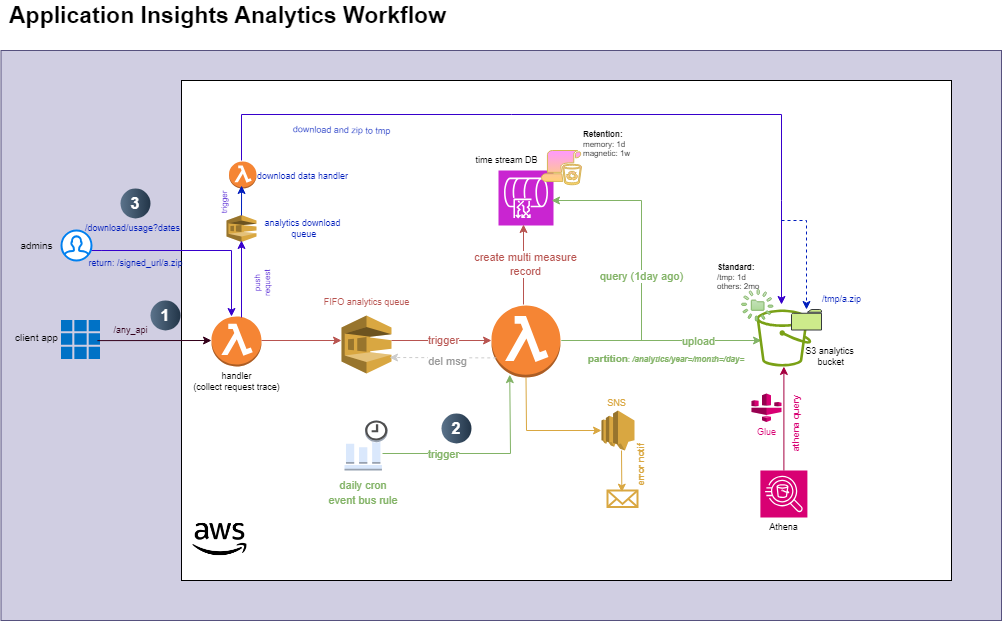 Application Insights Analytics Workflow
download and zip to tmp
Retention:
memory: 1d
magnetic: 1w
time stream DB
download data handler
trigger
3
/download/usage?dates
analytics download
queue
admins
return: /signed_url/a.zip
push
request
create multi measure
record
query (1day ago)
Standard:
/tmp: 1d
others: 2mo
/tmp/a.zip
1
FIFO analytics queue
client app
/any_api
trigger
del msg
upload
partition: /analytics/year=/month=/day=
S3 analytics
bucket
handler
(collect request trace)
SNS
Glue
athena query
2
trigger
error notif
daily cron
event bus rule
aws
Athena